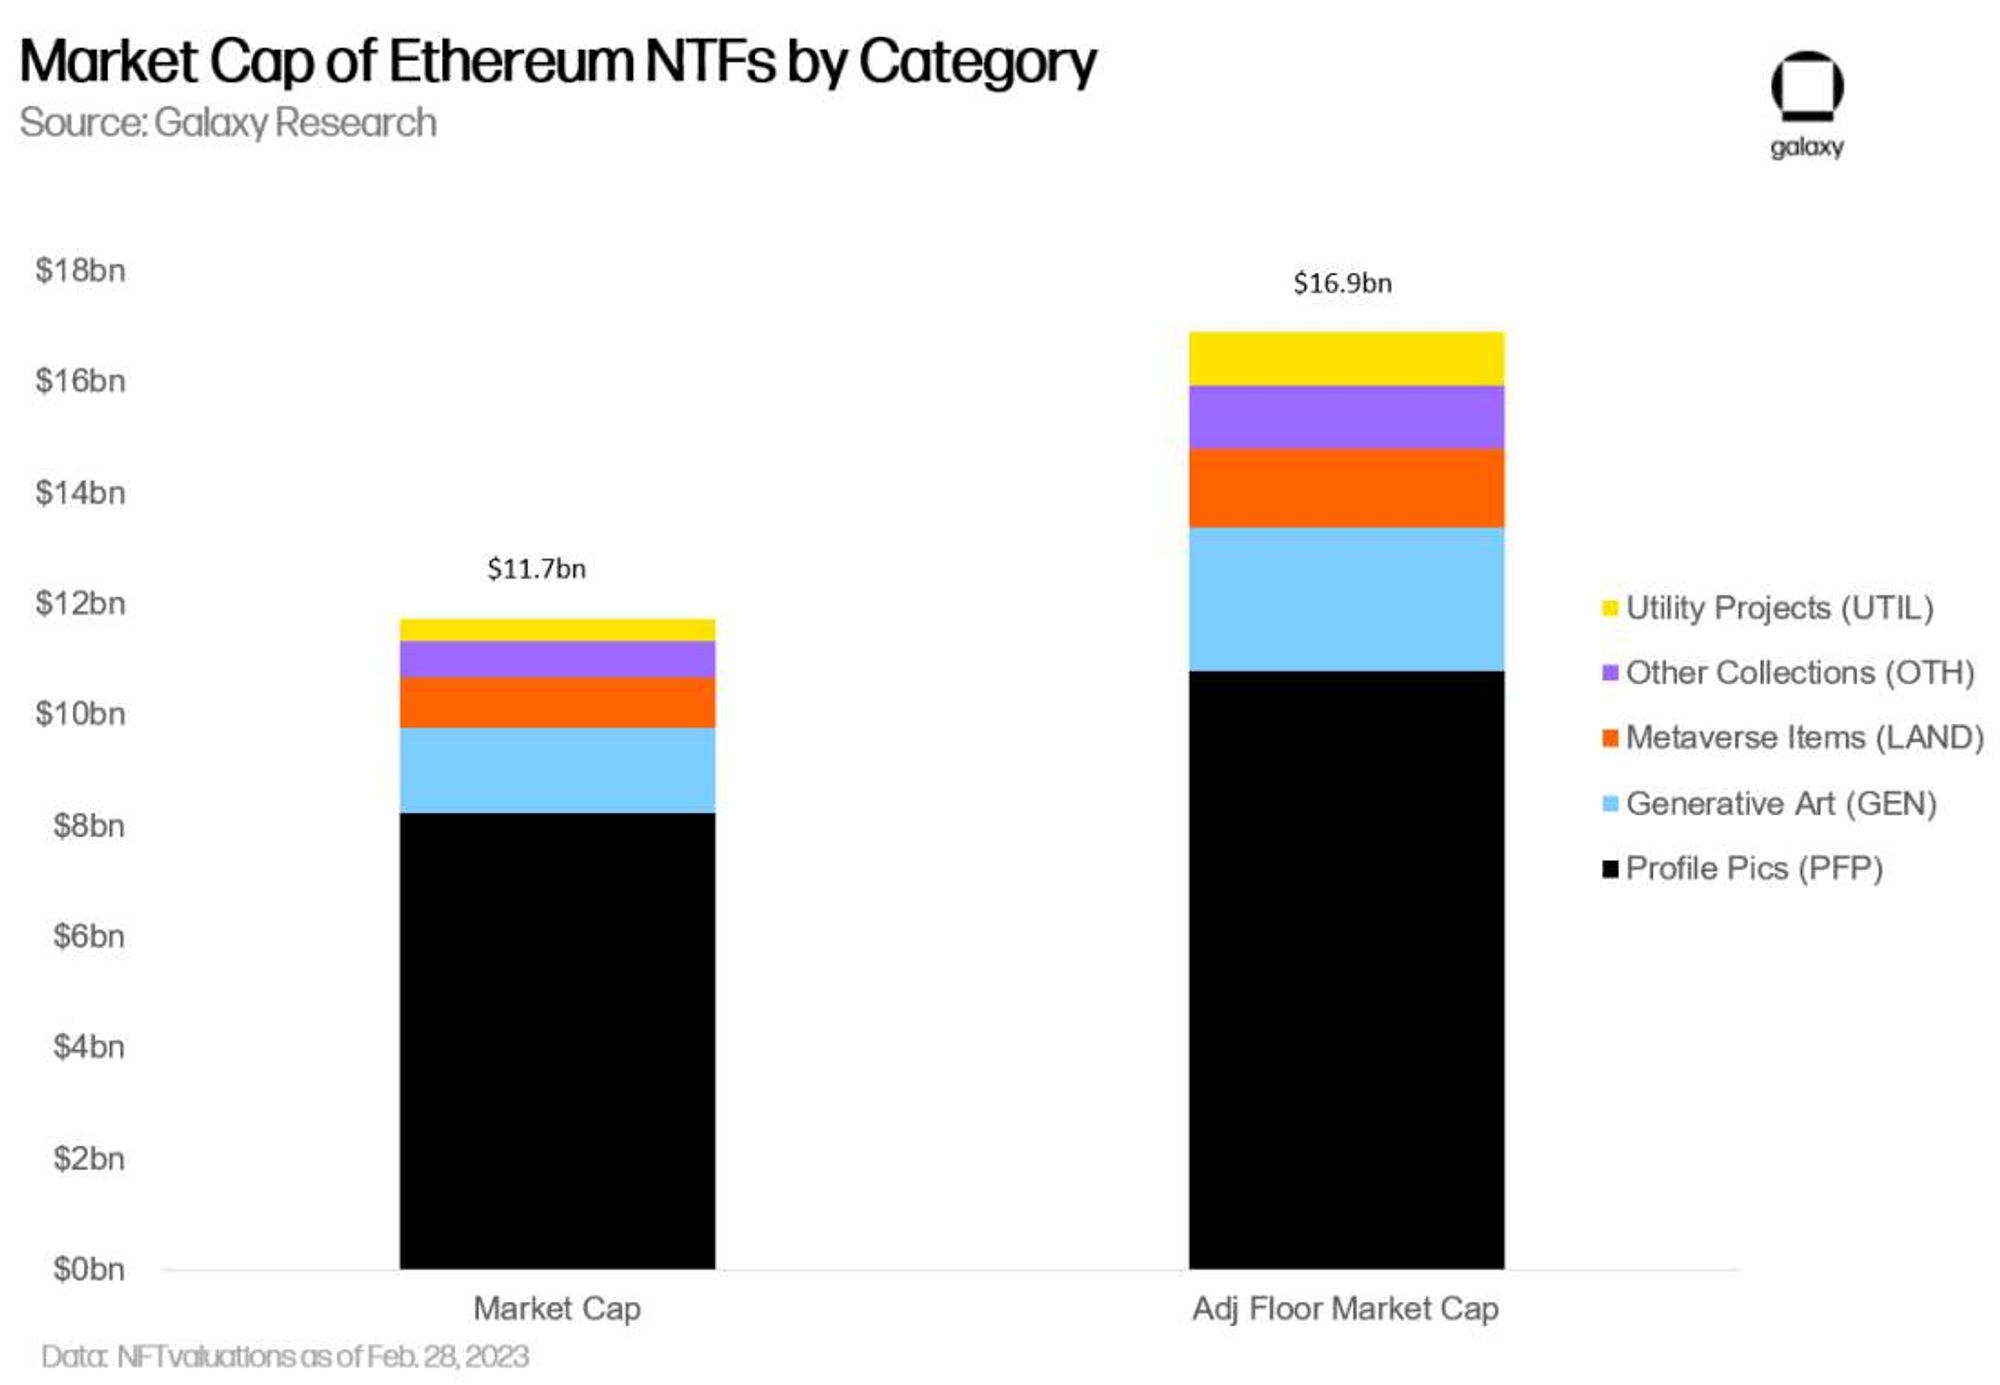 Market Cap of Ethereum NTFs by Category
Source: Galaxy Research
galaxy
$18bn
$16bn
$14bn
$12bn
$10bn
$8bn
$6bn
$4bn
$2bn
$0bn
$11.7bn
$16.9bn
Utility Projects (UTIL)
Other Collections (OTH)
Metaverse Items (LAND)
Generative Art (GEN)
Profile Pics (PFP)
Market Cap
Adj Floor Market Cap
Data: NFTvaluations as of Feb. 28, 2023